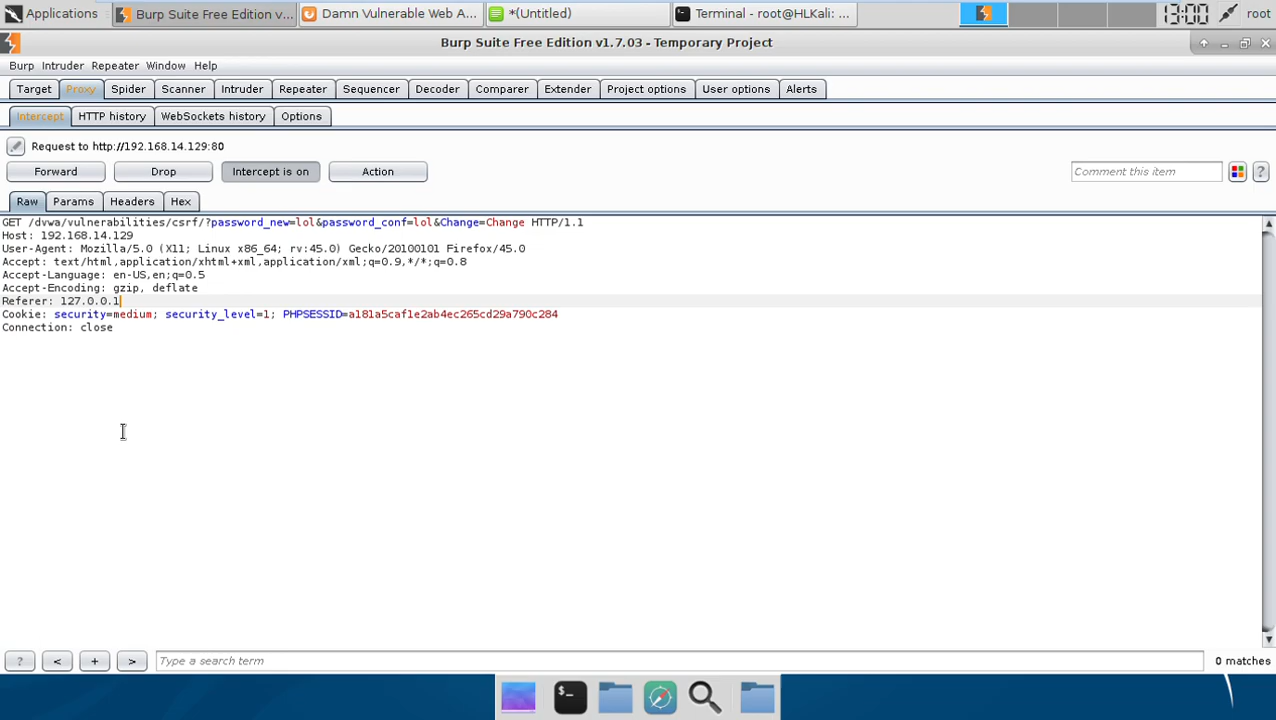 Applications Burp Suite Free Edition v... Damn Vulnerable Web A... *(Untitled) Terminal - root@HLKali: ... 13:00 root
Burp Suite Free Edition v1.7.03 - Temporary Project
Burp Intruder Repeater Window Help
Target Proxy Spider Scanner Intruder Repeater Sequencer Decoder Comparer Extender Project options User options Alerts
Intercept HTTP history WebSockets history Options
Request to http://192.168.14.129:80
Forward Drop Intercept is on Action Comment this item ?
Raw Params Headers Hex
GET /dvwa/vulnerabilities/csrf/?password_new=lol&password_conf=lol&Change=Change HTTP/1.1
Host: 192.168.14.129
User-Agent: Mozilla/5.0 (X11; Linux x86_64; rv:45.0) Gecko/20100101 Firefox/45.0
Accept: text/html,application/xhtml+xml,application/xml;q=0.9,*/*;q=0.8
Accept-Language: en-US,en;q=0.5
Accept-Encoding: gzip, deflate
Referer: 127.0.0.1
Cookie: security=medium; security_level=1; PHPSESSID=a181a5caf1e2ab4ec265cd29a790c284
Connection: close
? < + > Type a search term 0 matches